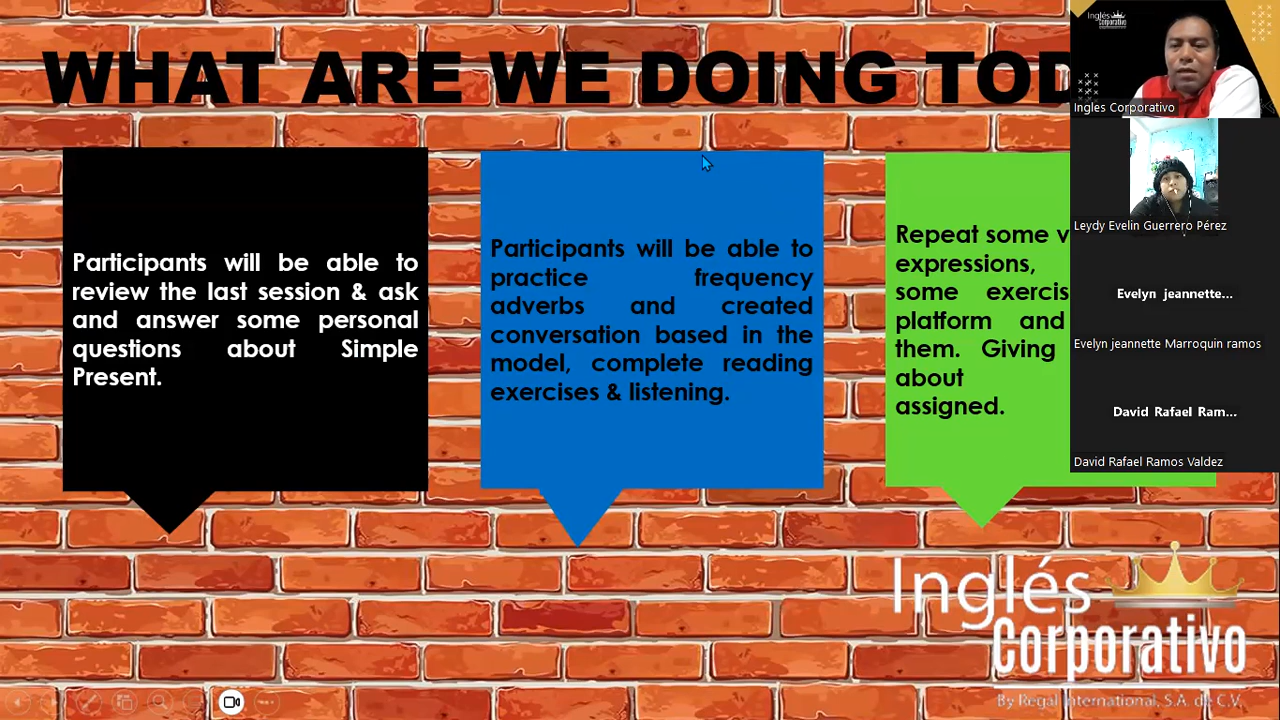 WHAT ARE WE DOING TOD
Participants will be able to
review the last session & ask
and answer some personal
questions about Simple
Present.
Participants will be able to
practice frequency
adverbs and created
conversation based in the
model, complete reading
exercises & listening.
Repeat some v
expressions,
some exercis
platform and
them. Giving
about
assigned.
Inglés
Corporativo
Ingles Corporativo
Leydy Evelin Guerrero Pérez
Evelyn jeannette...
Evelyn jeannette Marroquin ramos
David Rafael Ram...
David Rafael Ramos Valdez
Inglés
Corporativo
By Regal International, S.A. de C.V.